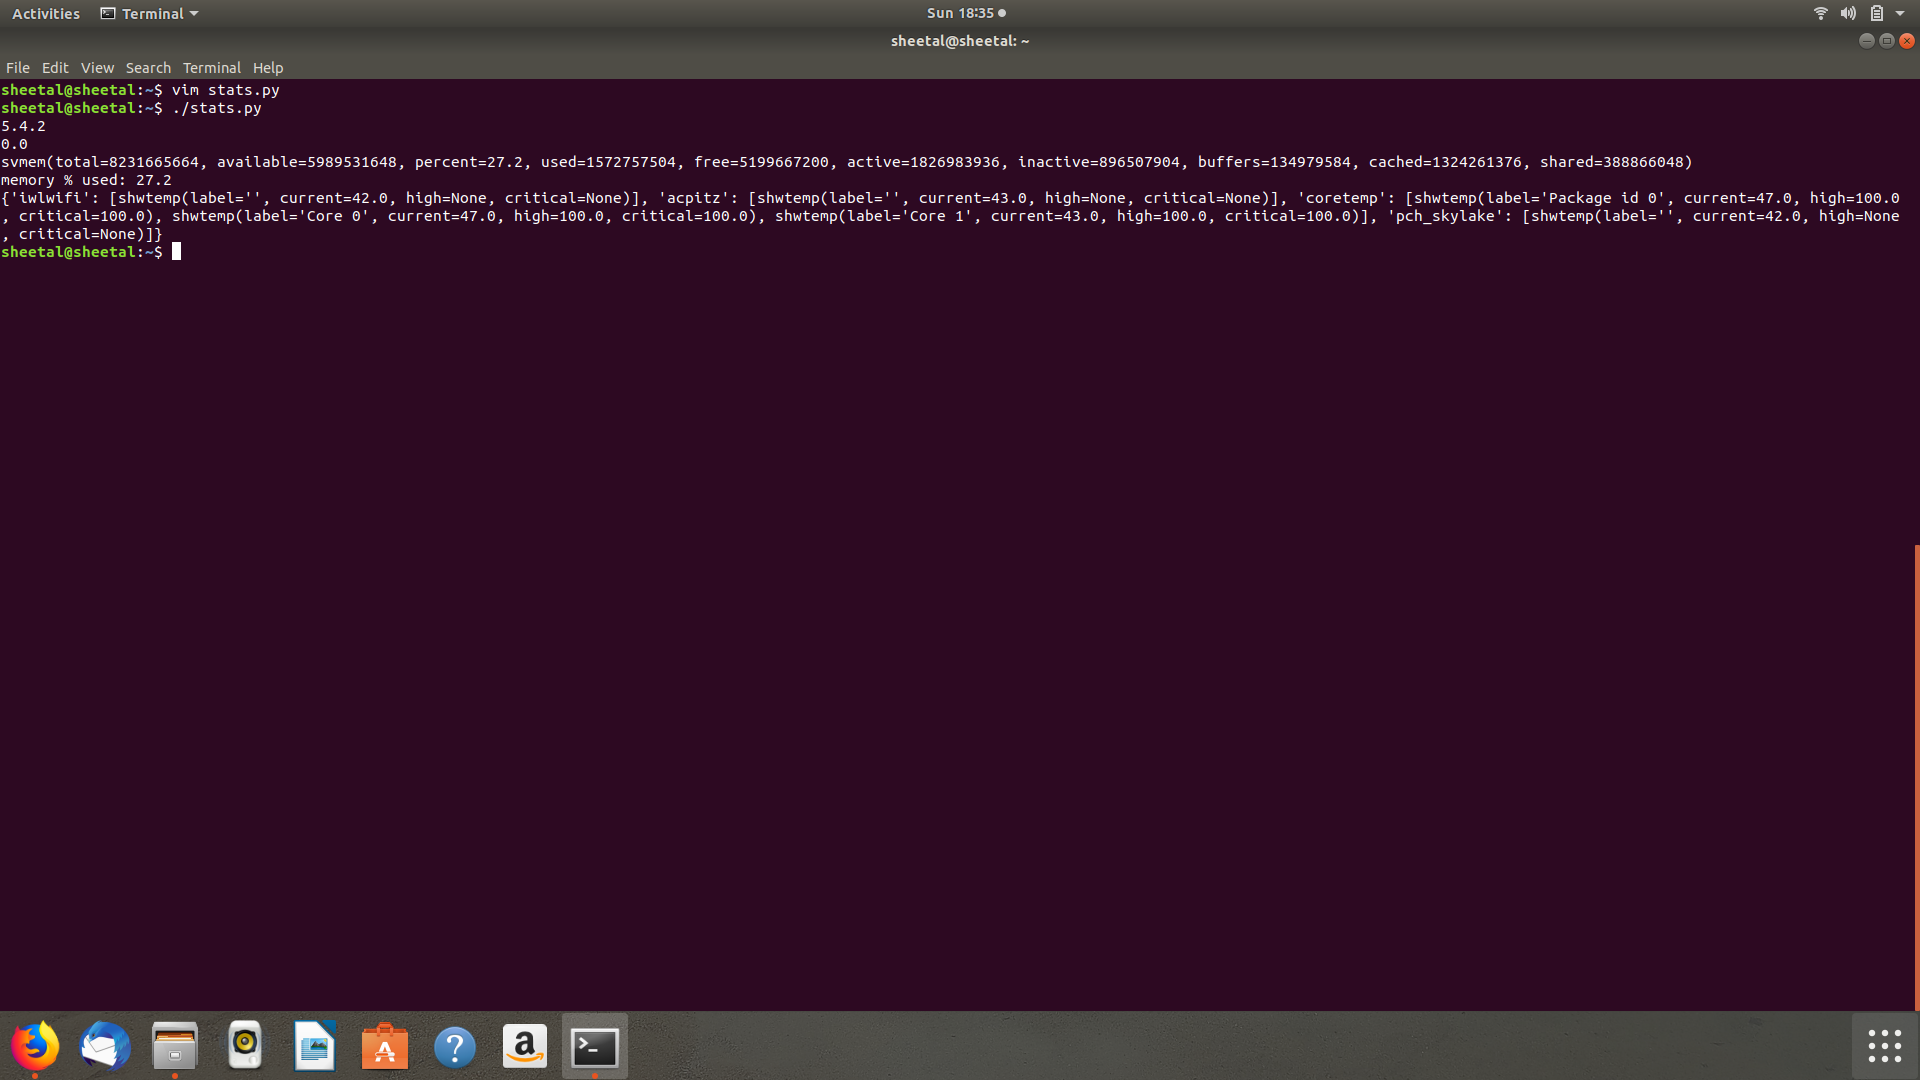 Activities Terminal Sun 18:35
sheetal@sheetal: ~
File Edit View Search Terminal Help
sheetal@sheetal:~$ vim stats.py
sheetal@sheetal:~$ ./stats.py
5.4.2
0.0
svmem(total=8231665664, available=5989531648, percent=27.2, used=1572757504, free=5199667200, active=1826983936, inactive=896507904, buffers=134979584, cached=1324261376, shared=388866048)
memory % used: 27.2
{'iwlwifi': [shwtemp(label='', current=42.0, high=None, critical=None)], 'acpitz': [shwtemp(label='', current=43.0, high=None, critical=None)], 'coretemp': [shwtemp(label='Package id 0', current=47.0, high=100.0
, critical=100.0), shwtemp(label='Core 0', current=47.0, high=100.0, critical=100.0), shwtemp(label='Core 1', current=43.0, high=100.0, critical=100.0)], 'pch_skylake': [shwtemp(label='', current=42.0, high=None
, critical=None)]}
sheetal@sheetal:~$